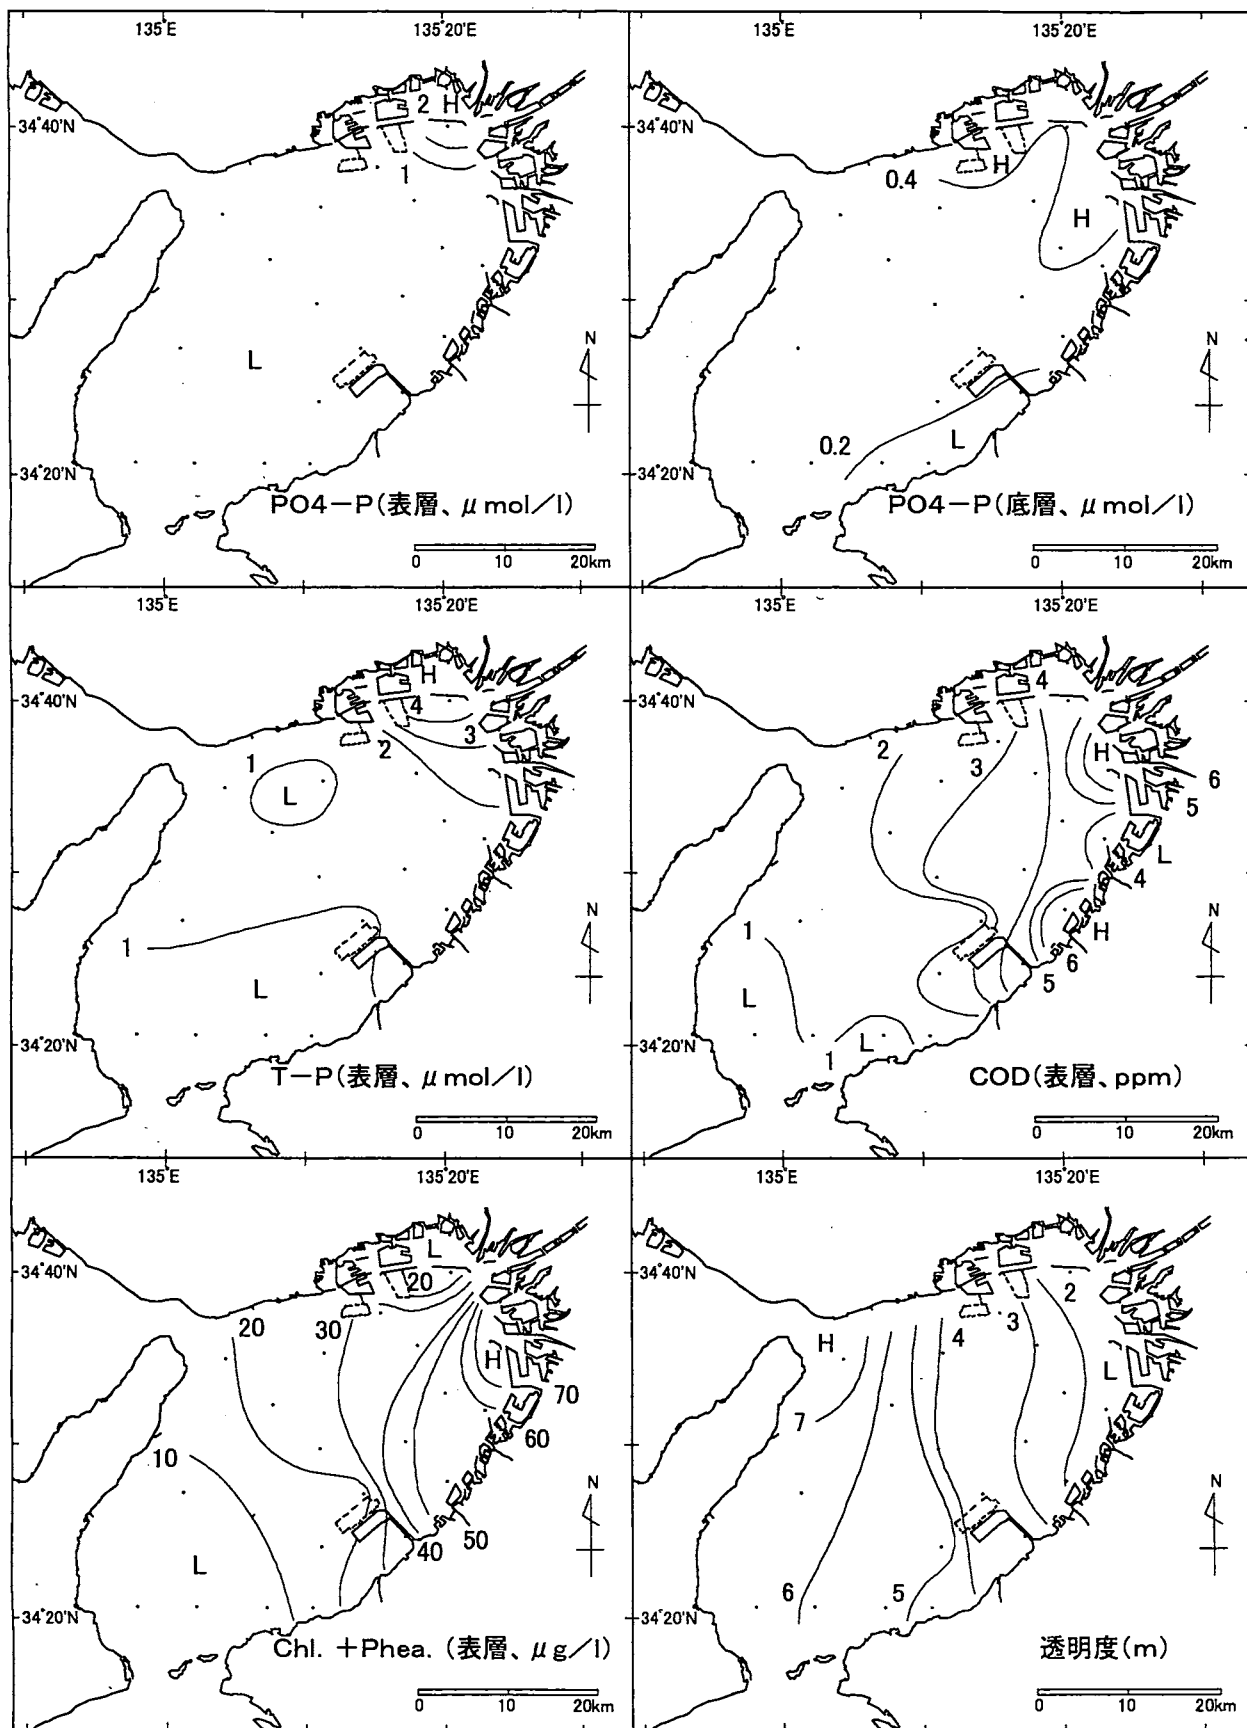 135°E 135°20'E
34°40'N
2 H
1
L
N
34°20'N
PO4-P(表層、μmol/l)
0 10 20km
135°E 135°20'E
34°40'N
H
0.4
H
N
0.2
L
34°20'N
PO4-P(底層、μmol/l)
0 10 20km
135°E 135°20'E
34°40'N
H
4
2 3
1
L
N
1
L
34°20'N
T-P(表層、μmol/l)
0 10 20km
135°E 135°20'E
34°40'N
4
2 3 H
6
5
L
4
N
1 H
6
5
L
L
1
34°20'N
COD(表層、ppm)
0 10 20km
135°E 135°20'E
34°40'N
L
20
20 30
H
70
60
10
N
50
40
L
34°20'N
Chl. +Phea. (表層、μg/l)
0 10 20km
135°E 135°20'E
34°40'N
2
3
4
H
L
7
N
6 5
34°20'N
透明度(m)
0 10 20km